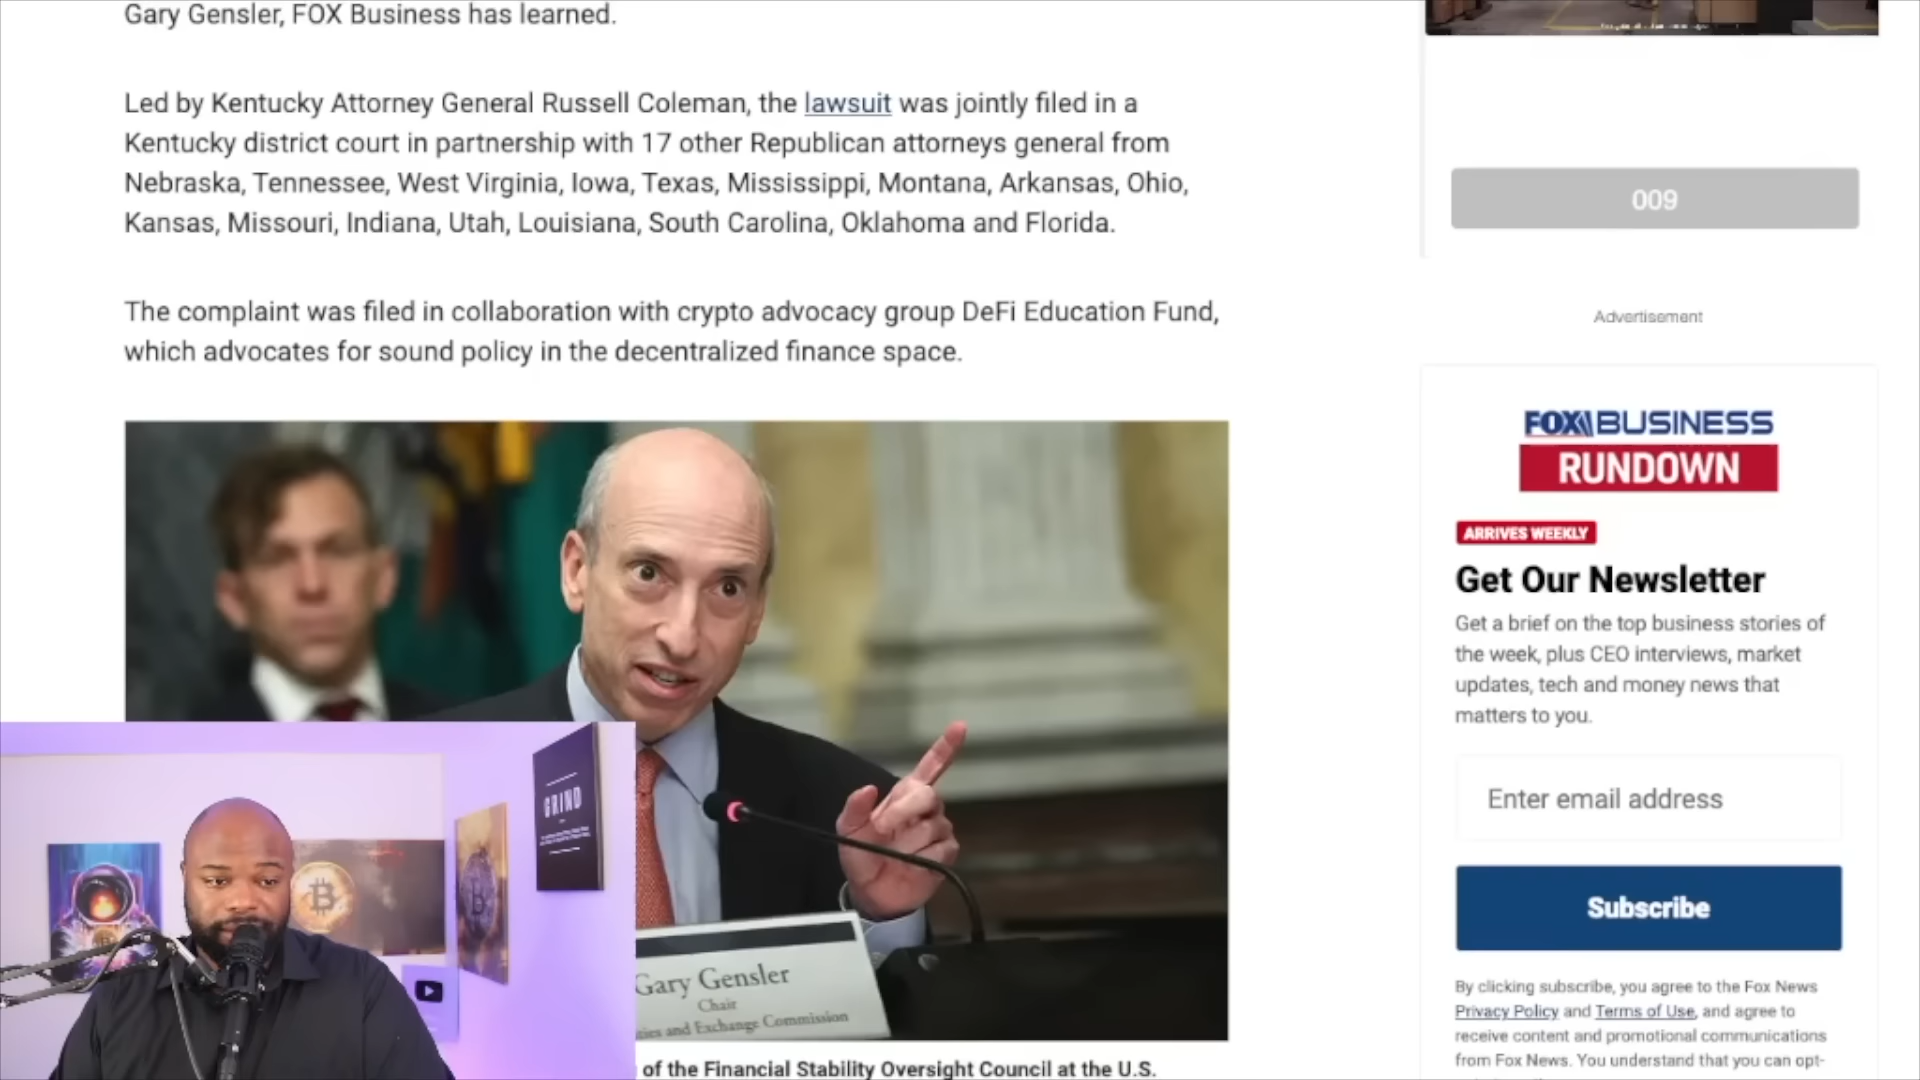 Gary Gensler, FOX Business has learned.
Led by Kentucky Attorney General Russell Coleman, the lawsuit was jointly filed in a
Kentucky district court in partnership with 17 other Republican attorneys general from
Nebraska, Tennessee, West Virginia, Iowa, Texas, Mississippi, Montana, Arkansas, Ohio,
Kansas, Missouri, Indiana, Utah, Louisiana, South Carolina, Oklahoma and Florida.
The complaint was filed in collaboration with crypto advocacy group DeFi Education Fund,
which advocates for sound policy in the decentralized finance space.
GRIND
Gary Gensler
Chair
and Exchange Commission
of the Financial Stability Oversight Council at the U.S.
009
Advertisement
FOX BUSINESS
RUNDOWN
ARRIVES WEEKLY
Get Our Newsletter
Get a brief on the top business stories of
the week, plus CEO interviews, market
updates, tech and money news that
matters to you.
Enter email address
Subscribe
By clicking subscribe, you agree to the Fox News
Privacy Policy and Terms of Use, and agree to
receive content and promotional communications
from Fox News. You understand that you can opt-